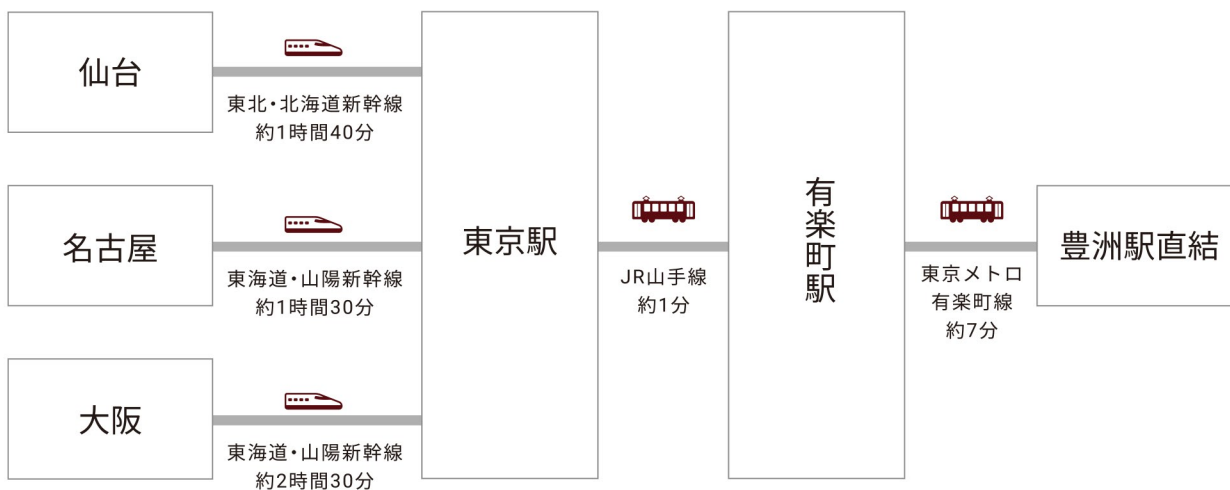 仙台
東北・北海道新幹線
約1時間40分
名古屋
東海道・山陽新幹線
約1時間30分
大阪
東海道・山陽新幹線
約2時間30分
東京駅
JR山手線
約1分
有楽町駅
東京メトロ
有楽町線
約7分
豊洲駅直結